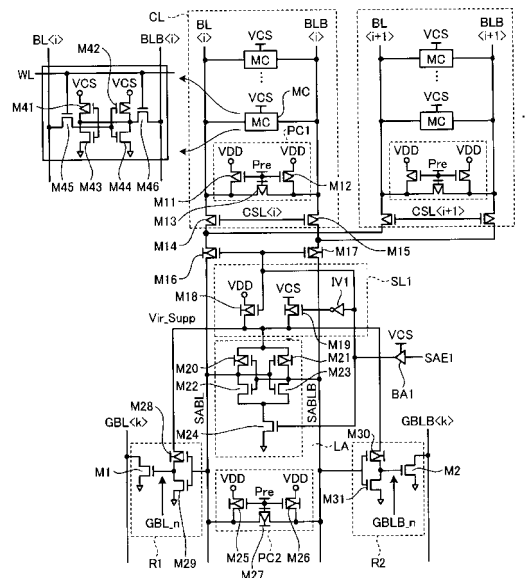 CL
BL
<i>
BLB
<i>
BL
<i+1>
BLB
<i+1>
BL<i>
M42
BLB<i>
VCS
MC
VCS
MC
WL
VCS
VCS
M41
VCS
MC
MC
VCS
MC
PC1
M45
M43
M44
M46
VDD
Pre
VDD
VDD
Pre
VDD
M11
M12
M13
CSL<i>
CSL<i+1>
M14
M15
M16
M17
SL1
VDD
VCS
IV1
M18
Vir_Supp
M19
VCS
M20
M21
SAE1
M22
M23
BA1
SABL
SABLB
GBL<k>
M28
M24
M30
GBLB<k>
M1
LA
M2
VDD
Pre
VDD
M31
GBL_n
GBLB_n
R1
M29
M25
M26
PC2
R2
M27